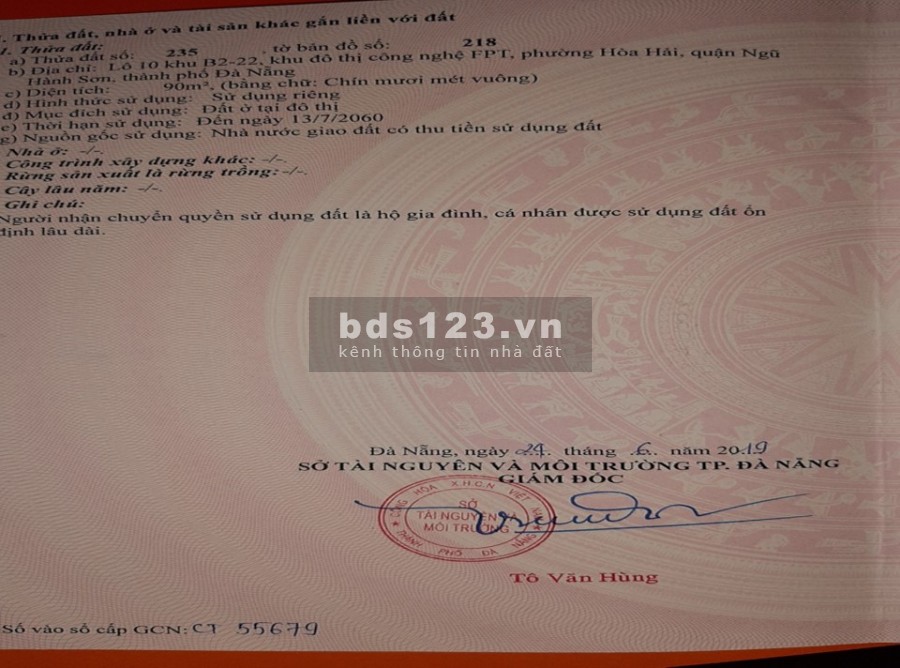 . Thửa đất, nhà ở và tài sản khác gắn liền với đất
1. Thửa đất:
a) Thửa đất số: 235 , tờ bản đồ số: 218
b) Địa chỉ: Lô 10 khu B2-22, khu đô thị công nghệ FPT, phường Hòa Hải, quận Ngũ
Hành Sơn, thành phố Đà Nẵng
c) Diện tích: 90m², (bằng chữ: Chín mươi mét vuông)
d) Hình thức sử dụng: Sử dụng riêng
đ) Mục đích sử dụng: Đất ở tại đô thị
e) Thời hạn sử dụng: Đến ngày 13/7/2060
g) Nguồn gốc sử dụng: Nhà nước giao đất có thu tiền sử dụng đất
Nhà ở: -/-.
Công trình xây dựng khác: -/-.
Rừng sản xuất là rừng trồng: -/-.
Cây lâu năm: -/-.
Ghi chú:
Người nhận chuyển quyền sử dụng đất là hộ gia đình, cá nhân được sử dụng đất ổn
định lâu dài.
bds123.vn
kênh thông tin nhà đất
Đà Nẵng, ngày 24 tháng 6 năm 2019
SỞ TÀI NGUYÊN VÀ MÔI TRƯỜNG TP. ĐÀ NẴNG
GIÁM ĐỐC
CỘNG HÒA X.H.C.N VIỆT NAM
SỞ
TÀI NGUYÊN VÀ
MÔI TRƯỜNG
THÀNH PHỐ ĐÀ NẴNG
Tô Văn Hùng
Số vào sổ cấp GCN: CT 55679